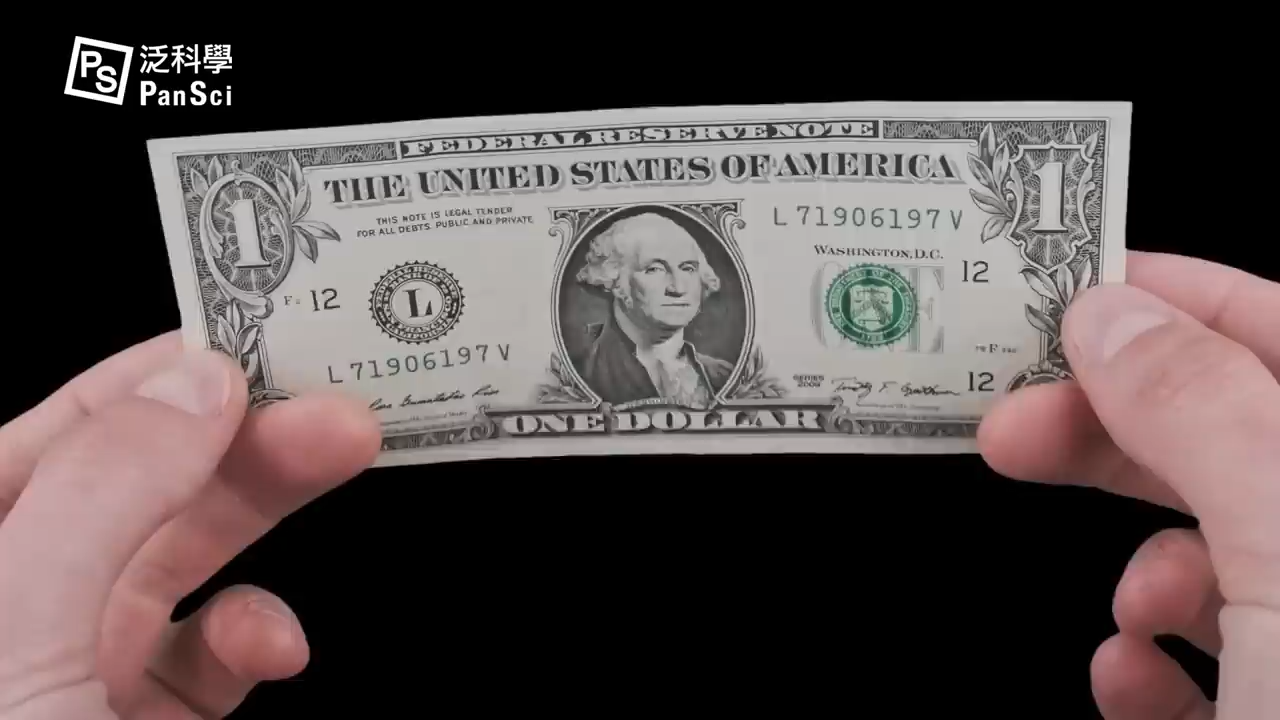 PS 泛科學
PanSci
FEDERAL RESERVE NOTE
THE UNITED STATES OF AMERICA
1
1
THIS NOTE IS LEGAL TENDER
FOR ALL DEBTS, PUBLIC AND PRIVATE
L 71906197 V
WASHINGTON, D.C.
12
12
L
L 71906197 V
12
SERIES
2009
ONE DOLLAR